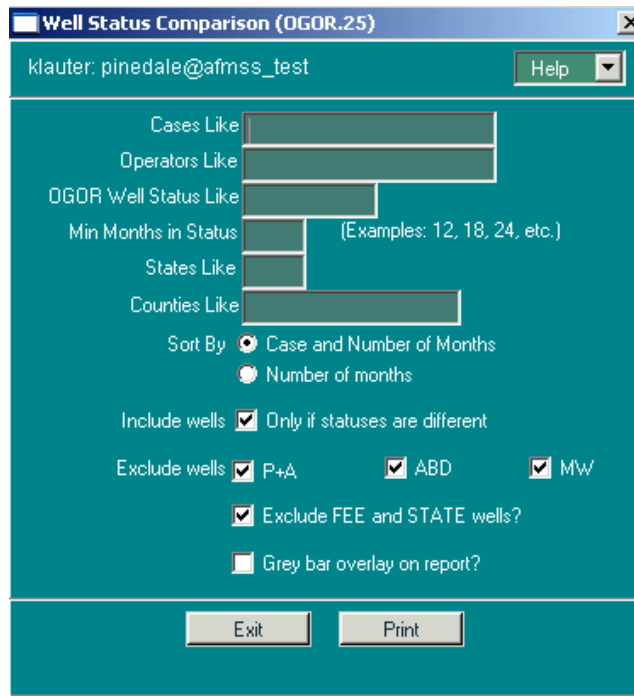 Well Status Comparison (OGOR.25)
klauter: pinedale@afmss_test
Help
Cases Like
Operators Like
OGOR Well Status Like
Min Months in Status (Examples: 12, 18, 24, etc.)
States Like
Counties Like
Sort By Case and Number of Months
Number of months
Include wells Only if statuses are different
Exclude wells P+A ABD MW
Exclude FEE and STATE wells?
Grey bar overlay on report?
Exit Print